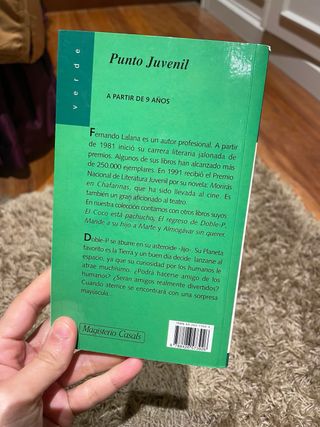 verde
Punto Juvenil
A PARTIR DE 9 AÑOS
Fernando Lalana es un autor profesional. A partir
de 1981 inició su carrera literaria jalonada de
premios. Algunos de sus libros han alcanzado más
de 250.000 ejemplares. En 1991 recibió el Premio
Nacional de Literatura Juvenil por su novela: Morirás
en Chafarinas, que ha sido llevada al cine. Es
también un gran aficionado al teatro.
En nuestra colección contamos con otros libros suyos
El Coco está pachucho, El regreso de Doble-P,
Mande a su hijo a Marte y Almogávar sin querer.
Doble-P se aburre en su asteroide -lijo-. Su Planeta
favorito es la Tierra y un buen día decide: lanzarse al
espacio, ya que su curiosidad por los humanos le
atrae muchísimo. ¿Podrá hacerse amigo de los
humanos? ¿Serán amigos realmente divertidos?
Cuando aterrice se encontrará con una sorpresa
mayúscula.
Magisterio-Casals